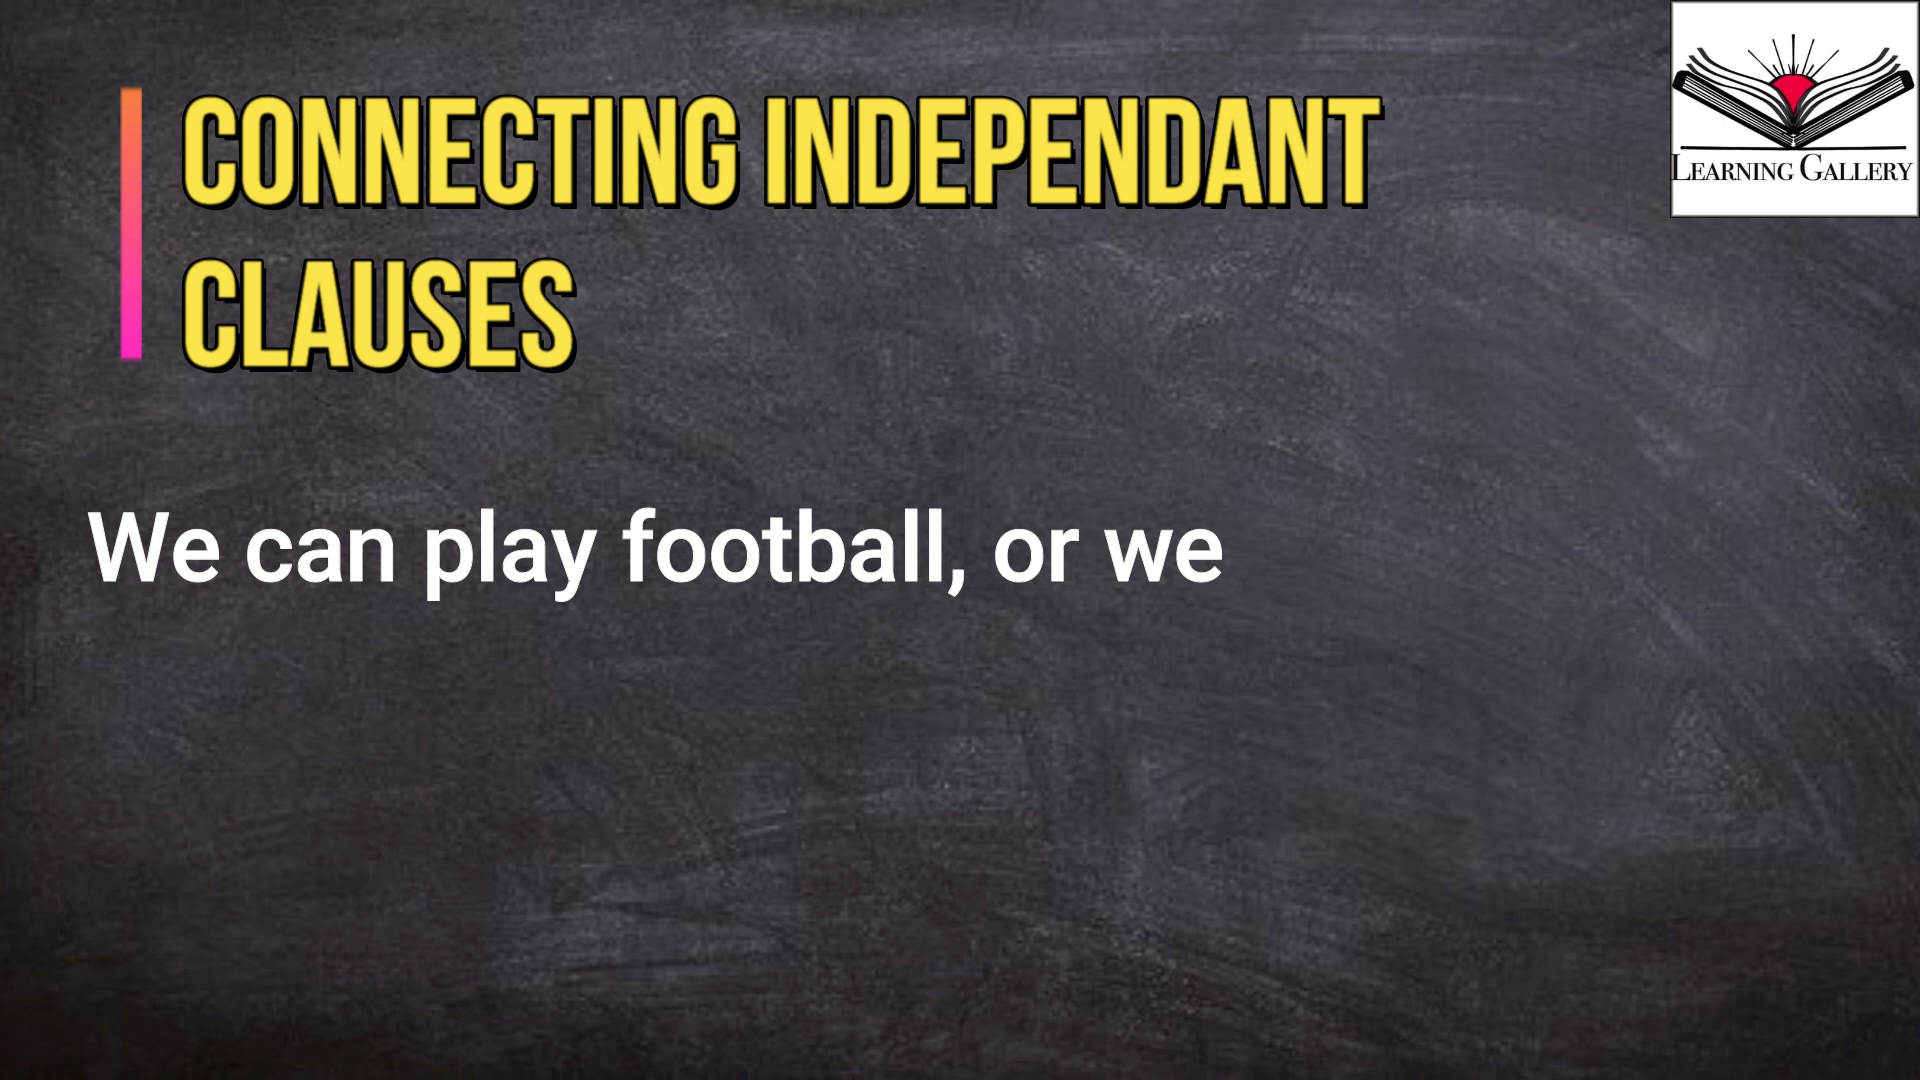 CONNECTING INDEPENDANT
CLAUSES
LEARNING GALLERY
We can play football, or we